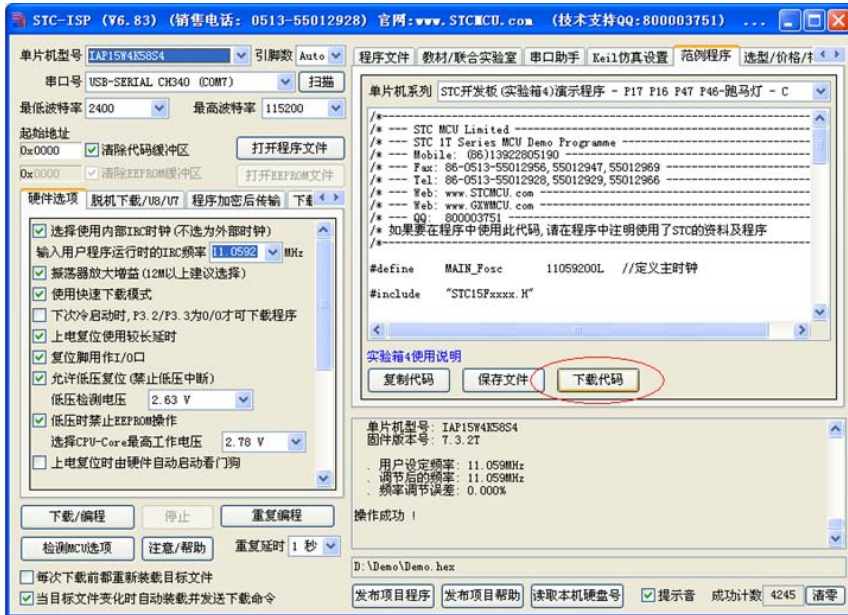 STC-ISP (V6.83) (销售电话: 0513-55012928) 官网:www.STCMCU.com (技术支持QQ:800003751) ...
单片机型号 IAP15W4K58S4 引脚数 Auto
串口号 USB-SERIAL CH340 (COM7) 扫描
最低波特率 2400 最高波特率 115200
起始地址
0x0000 清除代码缓冲区 打开程序文件
0x0000 清除EEPROM缓冲区 打开EEPROM文件
硬件选项 脱机下载/U8/U7 程序加密后传输
选择使用内部IRC时钟(不选为外部时钟)
输入用户程序运行时的IRC频率 11.0592 MHz
振荡器放大增益(12M以上建议选择)
使用快速下载模式
下次冷启动时,P3.2/P3.3为0/0才可下载程序
上电复位使用较长延时
复位脚用作I/O口
允许低压复位(禁止低压中断)
低压检测电压 2.63 V
低压时禁止EEPROM操作
选择CPU-Core最高工作电压 2.78 V
上电复位时由硬件自动启动看门狗
下载/编程 停止 重复编程
检测MCU选项 注意/帮助 重复延时 1 秒
每次下载前都重新装载目标文件
当目标文件变化时自动装载并发送下载命令
程序文件 教材/联合实验室 串口助手 Keil仿真设置 范例程序 选型/价格/
单片机系列 STC开发板(实验箱4)演示程序 - P17 P16 P47 P46-跑马灯 - C
/*---------------------------------------------------------------------
/* --- STC MCU Limited ------------------------------------------------
/* --- STC 1T Series MCU Demo Programme -------------------------------
/* --- Mobile: (86)13922805190 ----------------------------------------
/* --- Fax: 86-0513-55012956,55012947,55012969 ------------------------
/* --- Tel: 86-0513-55012928,55012929,55012966 ------------------------
/* --- Web: www.STCMCU.com --------------------------------------------
/* --- Web: www.GXWMCU.com --------------------------------------------
/* --- QQ: 800003751 -------------------------------------------------
/* 如果要在程序中使用此代码,请在程序中注明使用了STC的资料及程序
/*---------------------------------------------------------------------
#define MAIN_Fosc 11059200L //定义主时钟
#include "STC15Fxxxx.H"
实验箱4使用说明
复制代码 保存文件 下载代码
单片机型号: IAP15W4K58S4
固件版本号: 7.3.2T
. 用户设定频率: 11.059MHz
. 调节后的频率: 11.059MHz
. 频率调节误差: 0.000%
操作成功 !
D:\Demo\Demo.hex
发布项目程序 发布项目帮助 读取本机硬盘号 提示音 成功计数 4245 清零